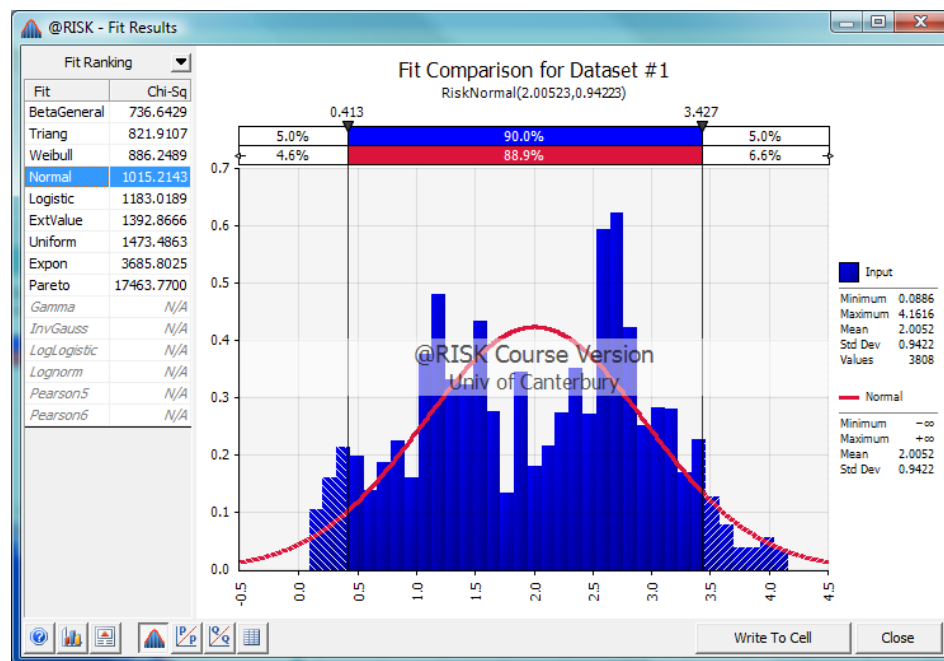 @RISK - Fit Results
Fit Ranking
Fit Chi-Sq
BetaGeneral 736.6429
Triang 821.9107
Weibull 886.2489
Normal 1015.2143
Logistic 1183.0189
ExtValue 1392.8666
Uniform 1473.4863
Expon 3685.8025
Pareto 17463.7700
Gamma N/A
InvGauss N/A
LogLogistic N/A
Lognorm N/A
Pearson5 N/A
Pearson6 N/A
Fit Comparison for Dataset #1
RiskNormal(2.00523,0.94223)
0.413 3.427
5.0% 90.0% 5.0%
4.6% 88.9% 6.6%
0.7
0.6
0.5
0.4
0.3
0.2
0.1
0.0
-0.5 0.0 0.5 1.0 1.5 2.0 2.5 3.0 3.5 4.0 4.5
@RISK Course Version
Univ of Canterbury
Input
Minimum 0.0886
Maximum 4.1616
Mean 2.0052
Std Dev 0.9422
Values 3808
Normal
Minimum −∞
Maximum +∞
Mean 2.0052
Std Dev 0.9422
? P/P Q/Q
Write To Cell Close